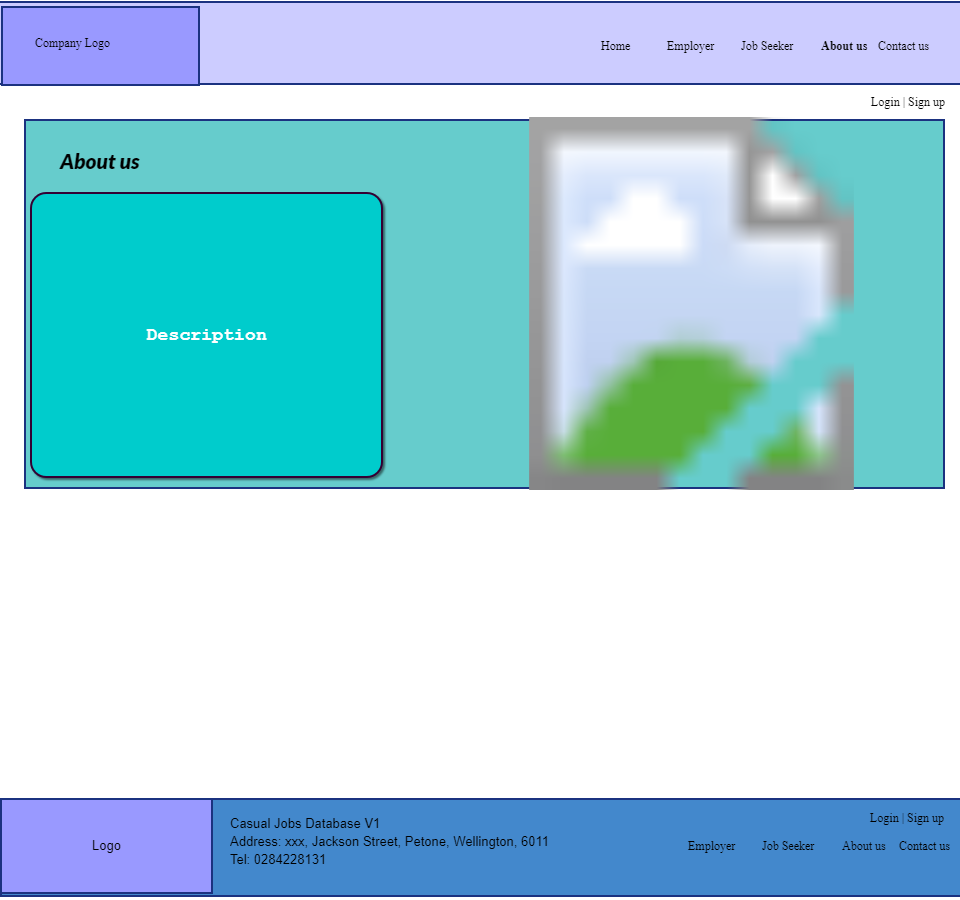 Company Logo
Home Employer Job Seeker About us Contact us
Login | Sign up
About us
Description
Logo
Casual Jobs Database V1
Address: xxx, Jackson Street, Petone, Wellington, 6011
Tel: 0284228131
Login | Sign up
Employer Job Seeker About us Contact us